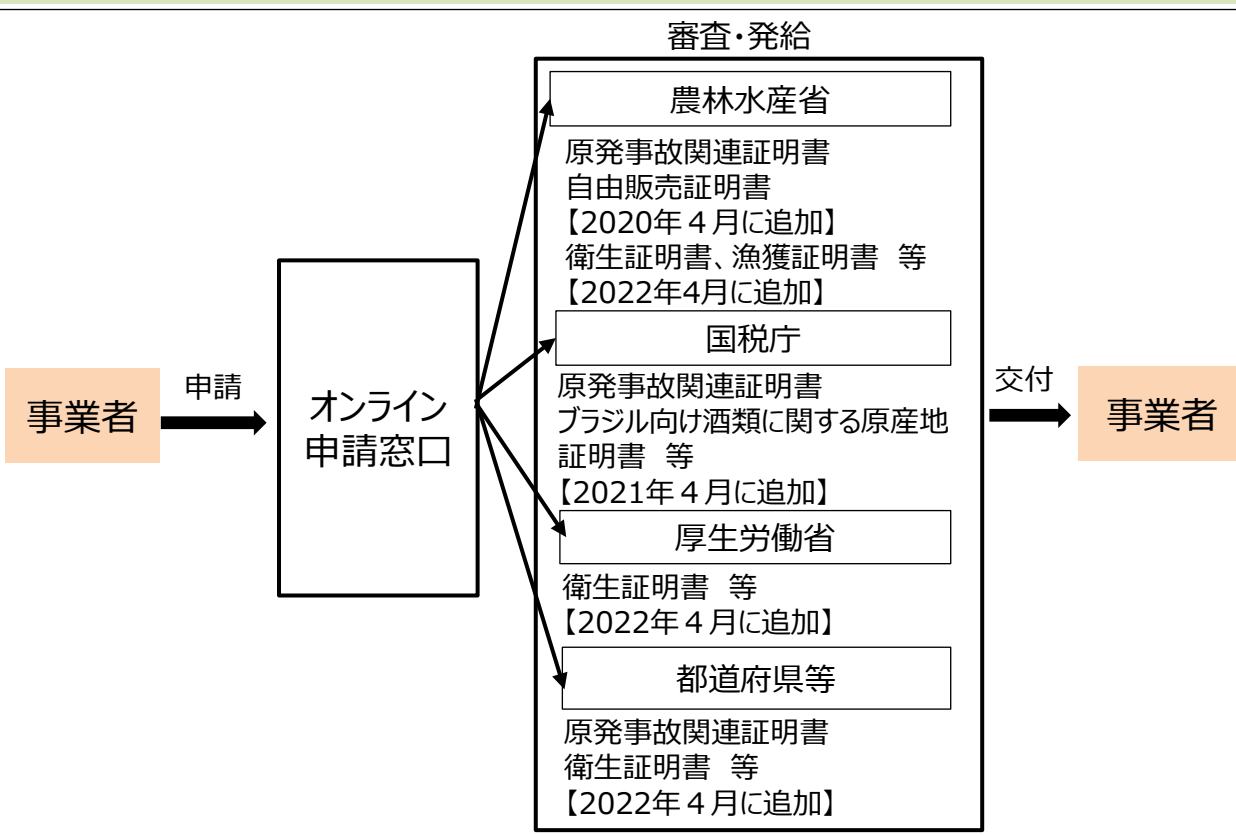 審査・発給
農林水産省
原発事故関連証明書
自由販売証明書
【2020年４月に追加】
衛生証明書、漁獲証明書　等
【2022年4月に追加】
国税庁
原発事故関連証明書
ブラジル向け酒類に関する原産地
証明書　等
【2021年４月に追加】
厚生労働省
衛生証明書　等
【2022年４月に追加】
都道府県等
原発事故関連証明書
衛生証明書　等
【2022年４月に追加】
事業者
申請
オンライン
申請窓口
交付
事業者